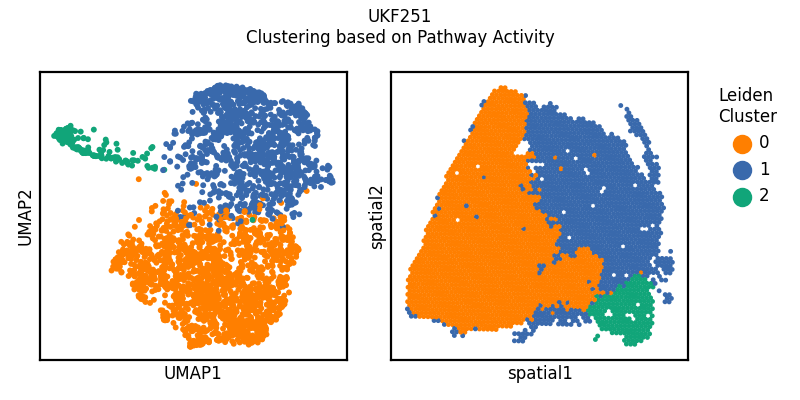 UKF251
Clustering based on Pathway Activity
UMAP2
UMAP1
spatial2
spatial1
Leiden
Cluster
0
1
2